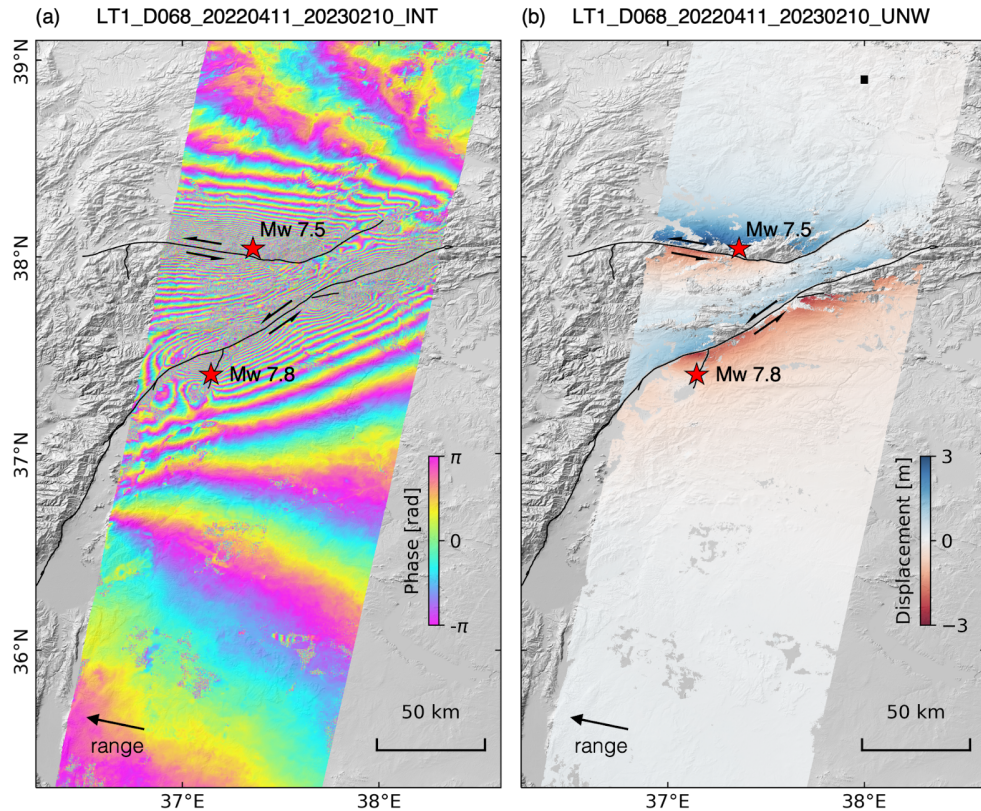 (a) LT1_D068_20220411_20230210_INT
(b) LT1_D068_20220411_20230210_UNW
39°N
38°N
37°N
36°N
Mw 7.5
Mw 7.8
π
0
-π
Phase [rad]
50 km
range
37°E
38°E
Mw 7.5
Mw 7.8
3
0
−3
Displacement [m]
50 km
range
37°E
38°E